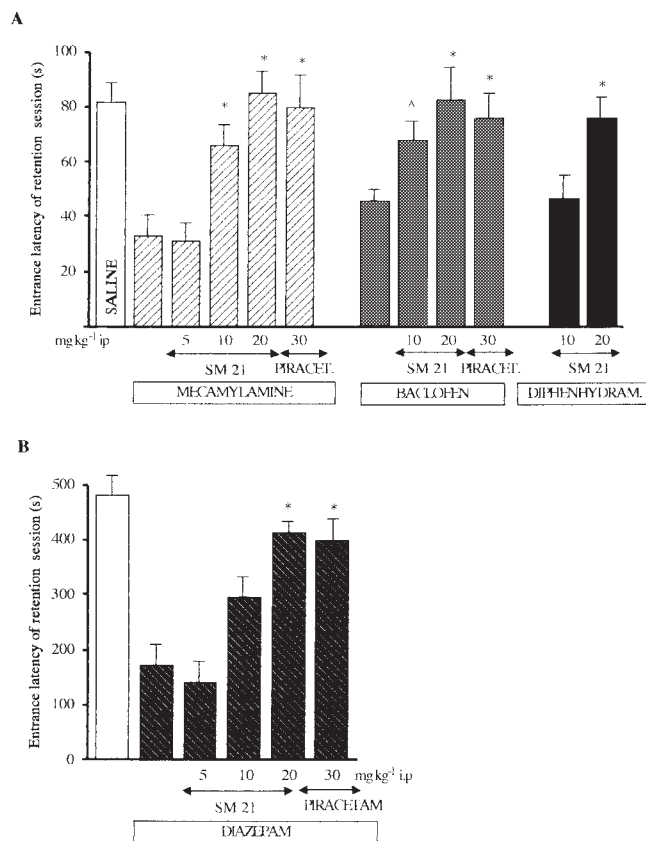 A
Entrance latency of retention session (s)
100
80
60
40
20
SALINE
* * * ^ * * *
mg kg⁻¹ ip 5 10 20 30 10 20 30 10 20
SM 21 PIRACET. SM 21 PIRACET. SM 21
MECAMYLAMINE BACLOFEN DIPHENHYDRAM.
B
Entrance latency of retention session (s)
500
400
300
200
100
0
* *
5 10 20 30 mg kg⁻¹ i.p
SM 21 PIRACETAM
DIAZEPAM